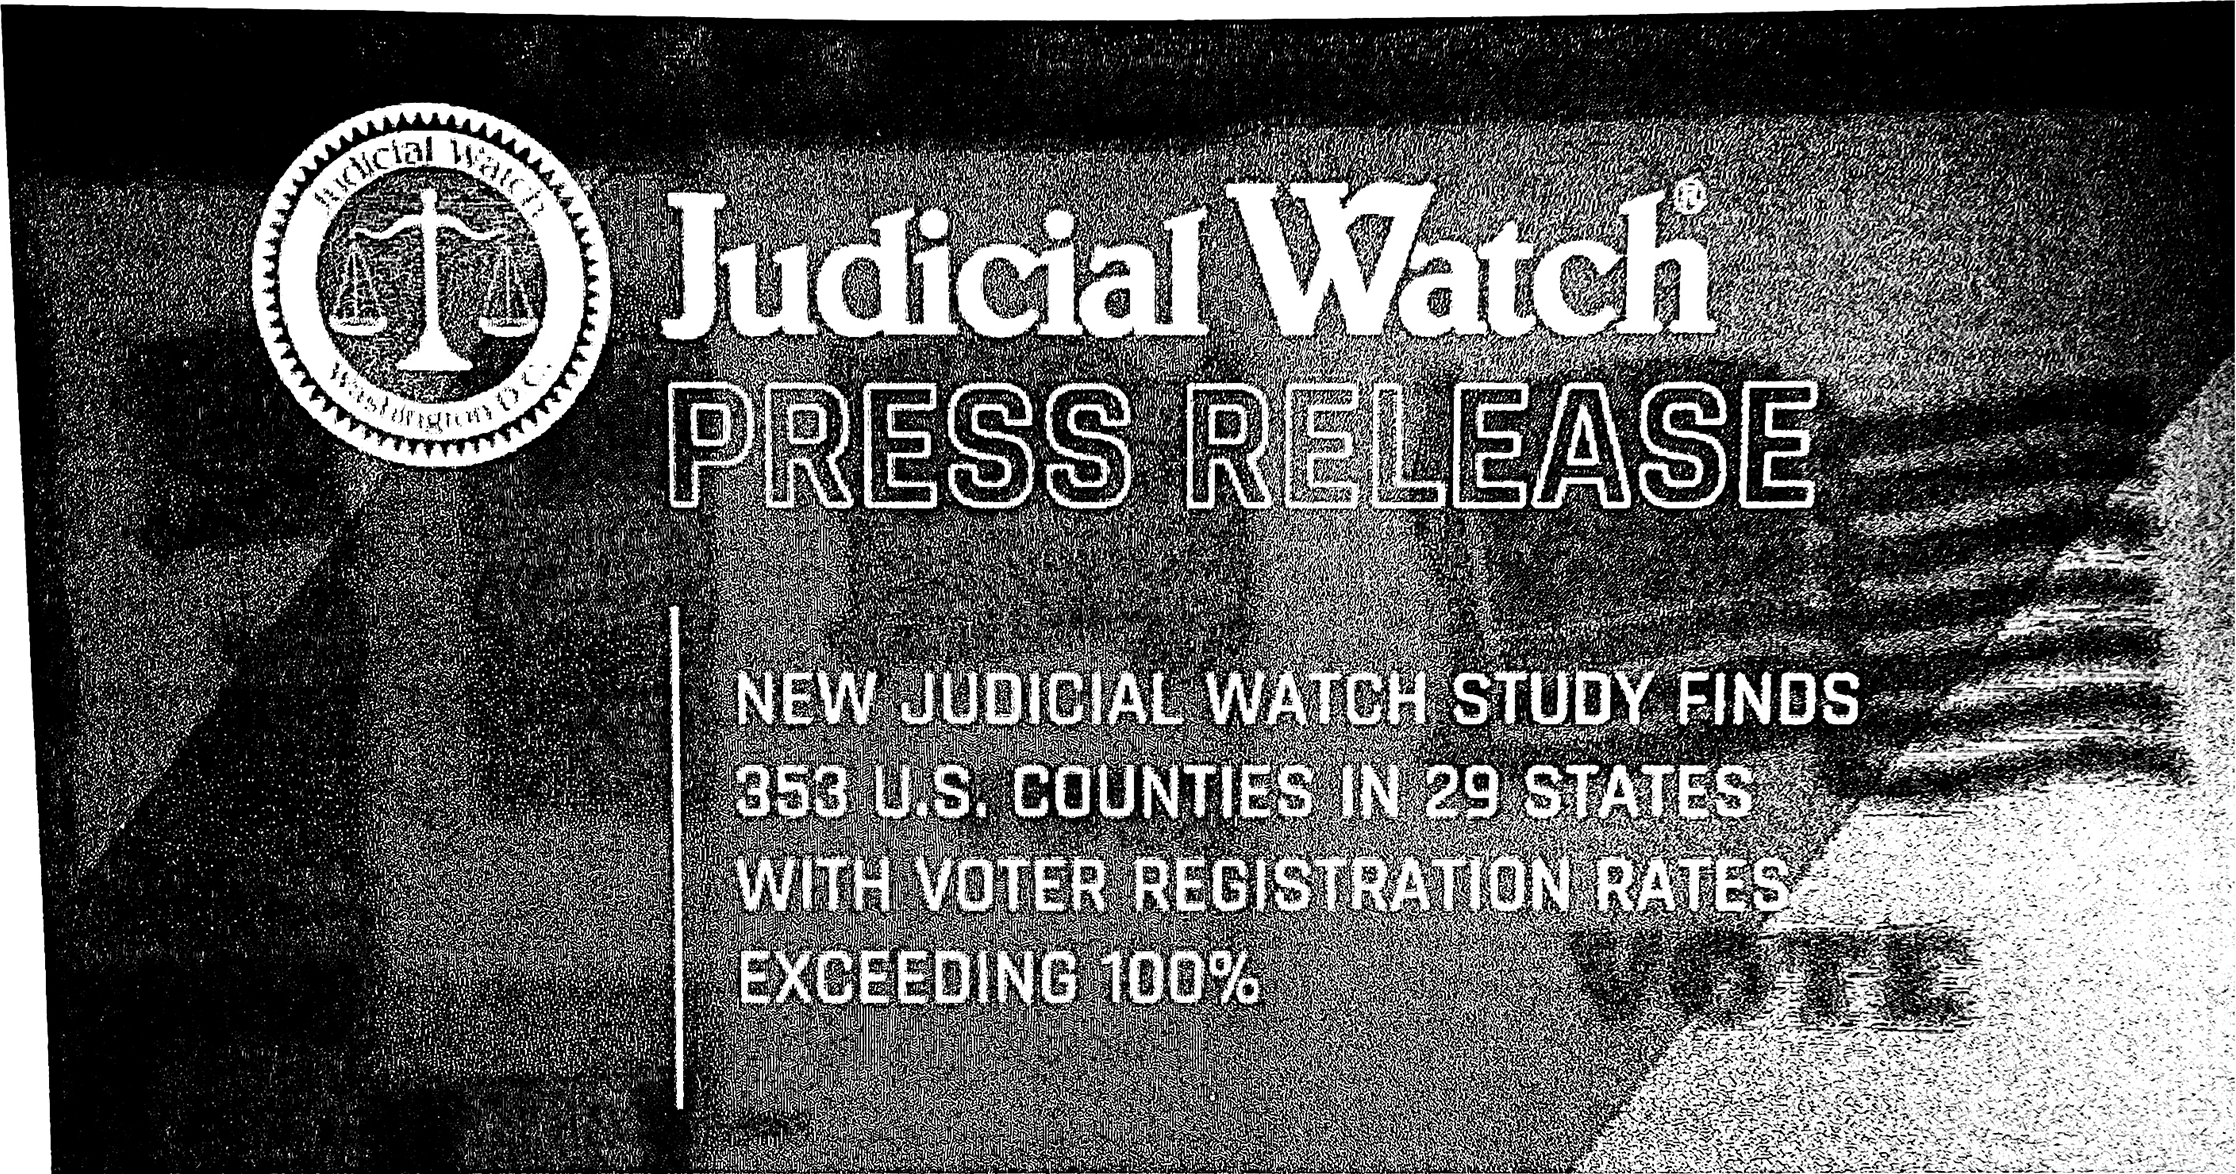 Judicial Watch
Washington D.C.
Judicial Watch®
PRESS RELEASE
NEW JUDICIAL WATCH STUDY FINDS
353 U.S. COUNTIES IN 29 STATES
WITH VOTER REGISTRATION RATES
EXCEEDING 100%
VOTE